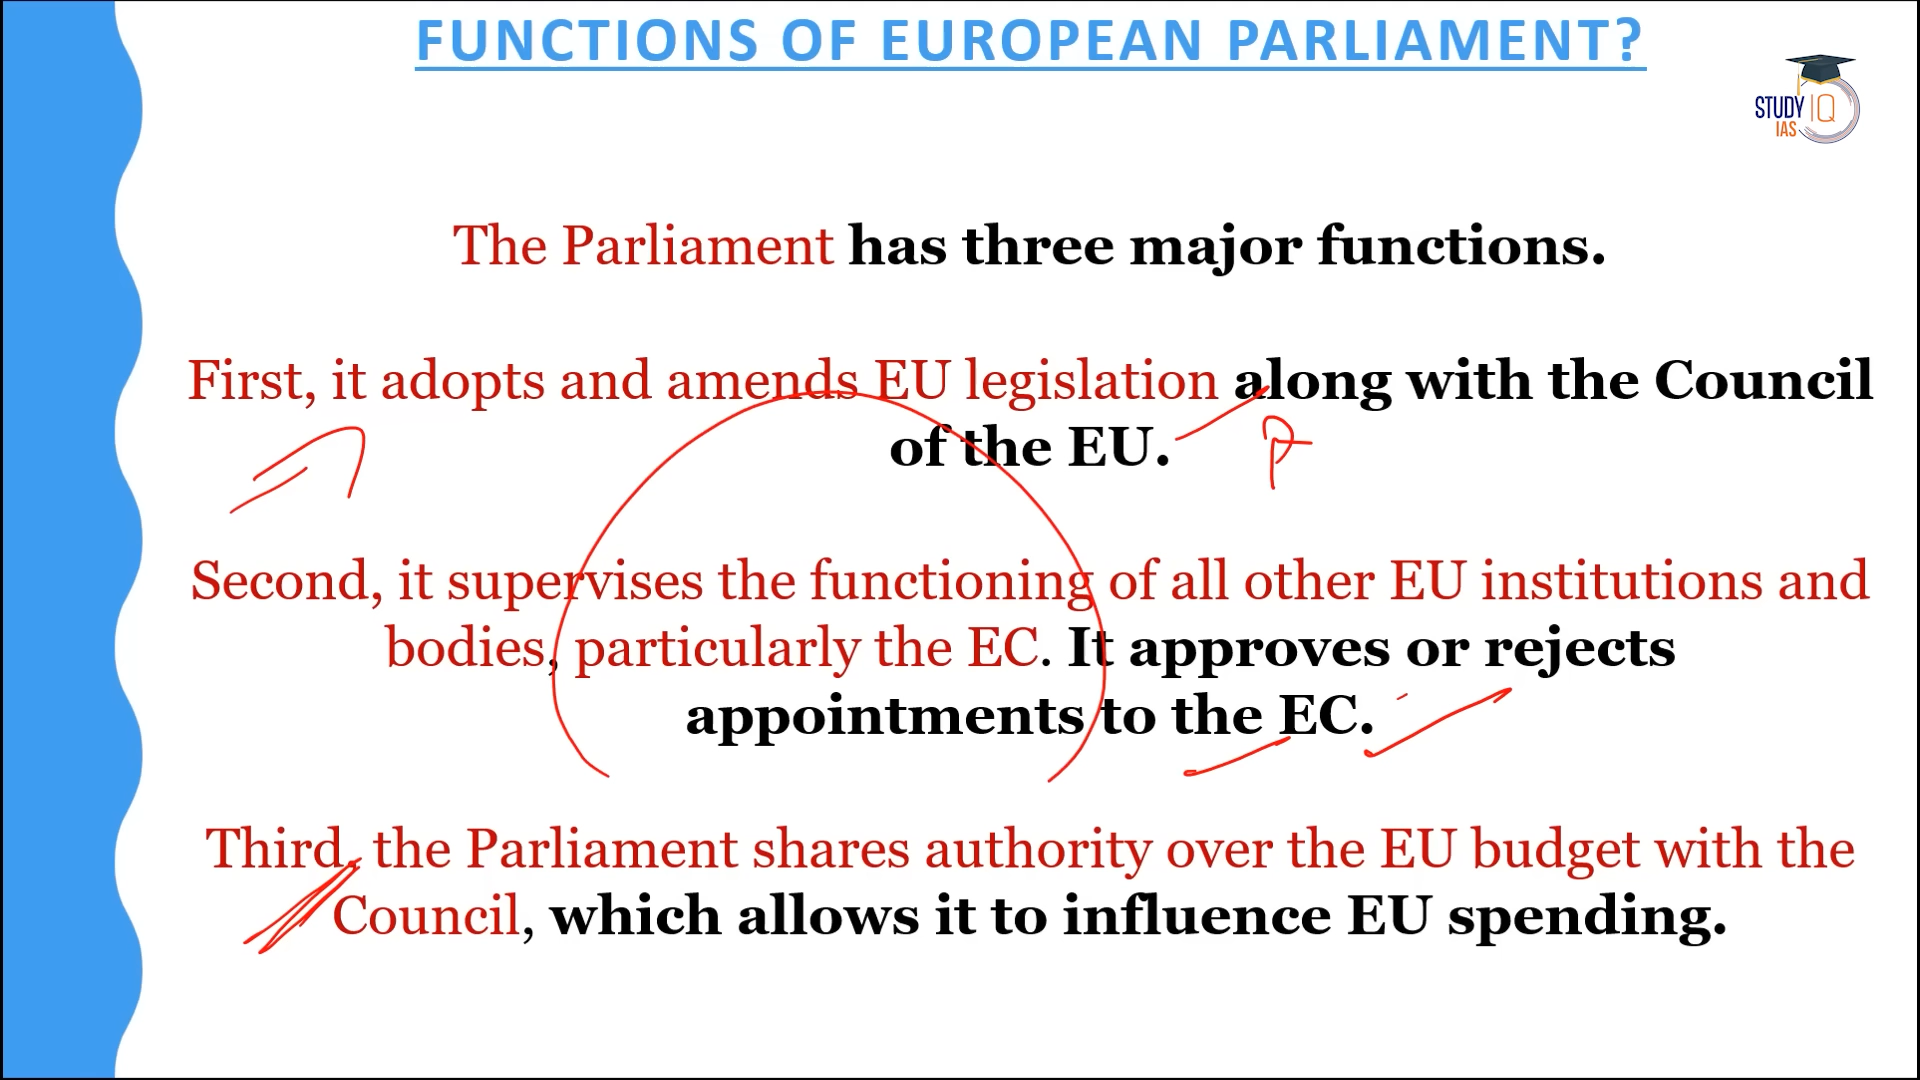 FUNCTIONS OF EUROPEAN PARLIAMENT?
STUDY IQ
IAS
The Parliament has three major functions.
First, it adopts and amends EU legislation along with the Council
of the EU.
Second, it supervises the functioning of all other EU institutions and
bodies, particularly the EC. It approves or rejects
appointments to the EC.
Third, the Parliament shares authority over the EU budget with the
Council, which allows it to influence EU spending.